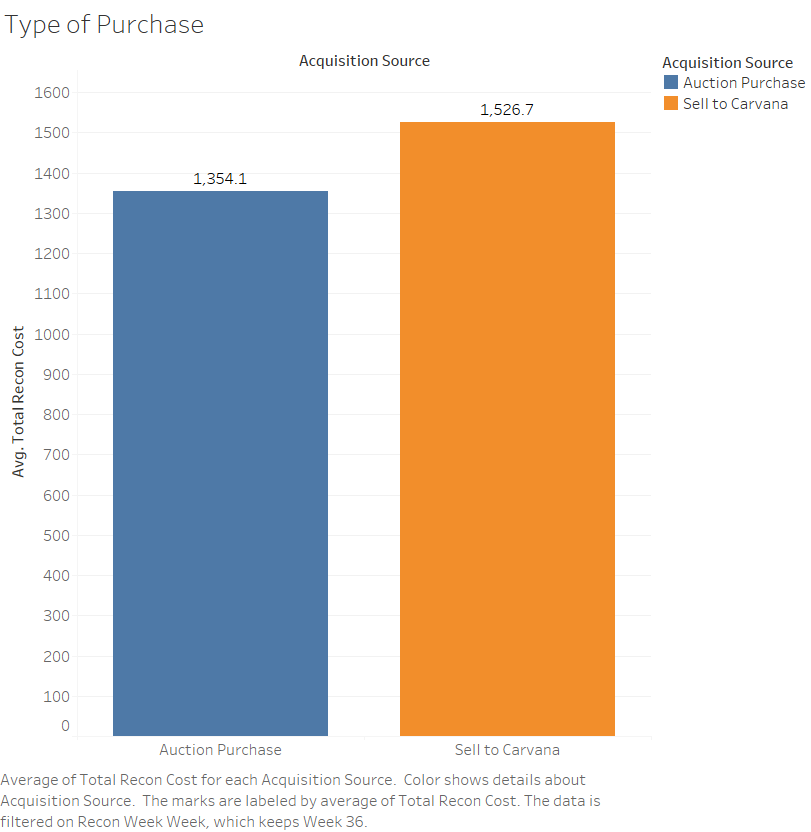 Type of Purchase
Acquisition Source
Acquisition Source
Auction Purchase
Sell to Carvana
1,526.7
1,354.1
Avg. Total Recon Cost
1600
1500
1400
1300
1200
1100
1000
900
800
700
600
500
400
300
200
100
0
Auction Purchase
Sell to Carvana
Average of Total Recon Cost for each Acquisition Source. Color shows details about
Acquisition Source. The marks are labeled by average of Total Recon Cost. The data is
filtered on Recon Week Week, which keeps Week 36.